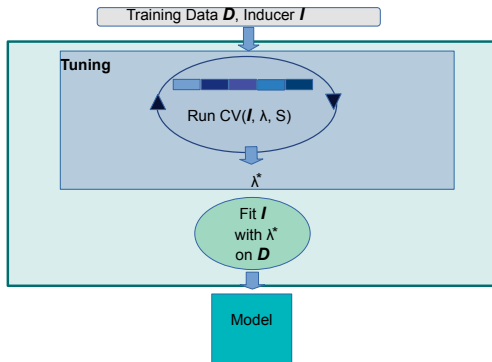 Training Data D, Inducer I
Tuning
Run CV(I, λ, S)
λ*
Fit I
with λ*
on D
Model